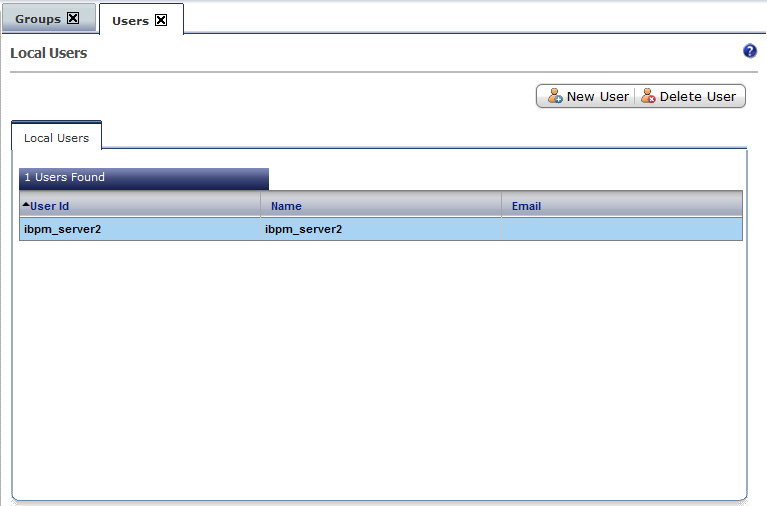 Groups Users
Local Users
New User Delete User
Local Users
1 Users Found
User Id Name Email
ibpm_server2 ibpm_server2